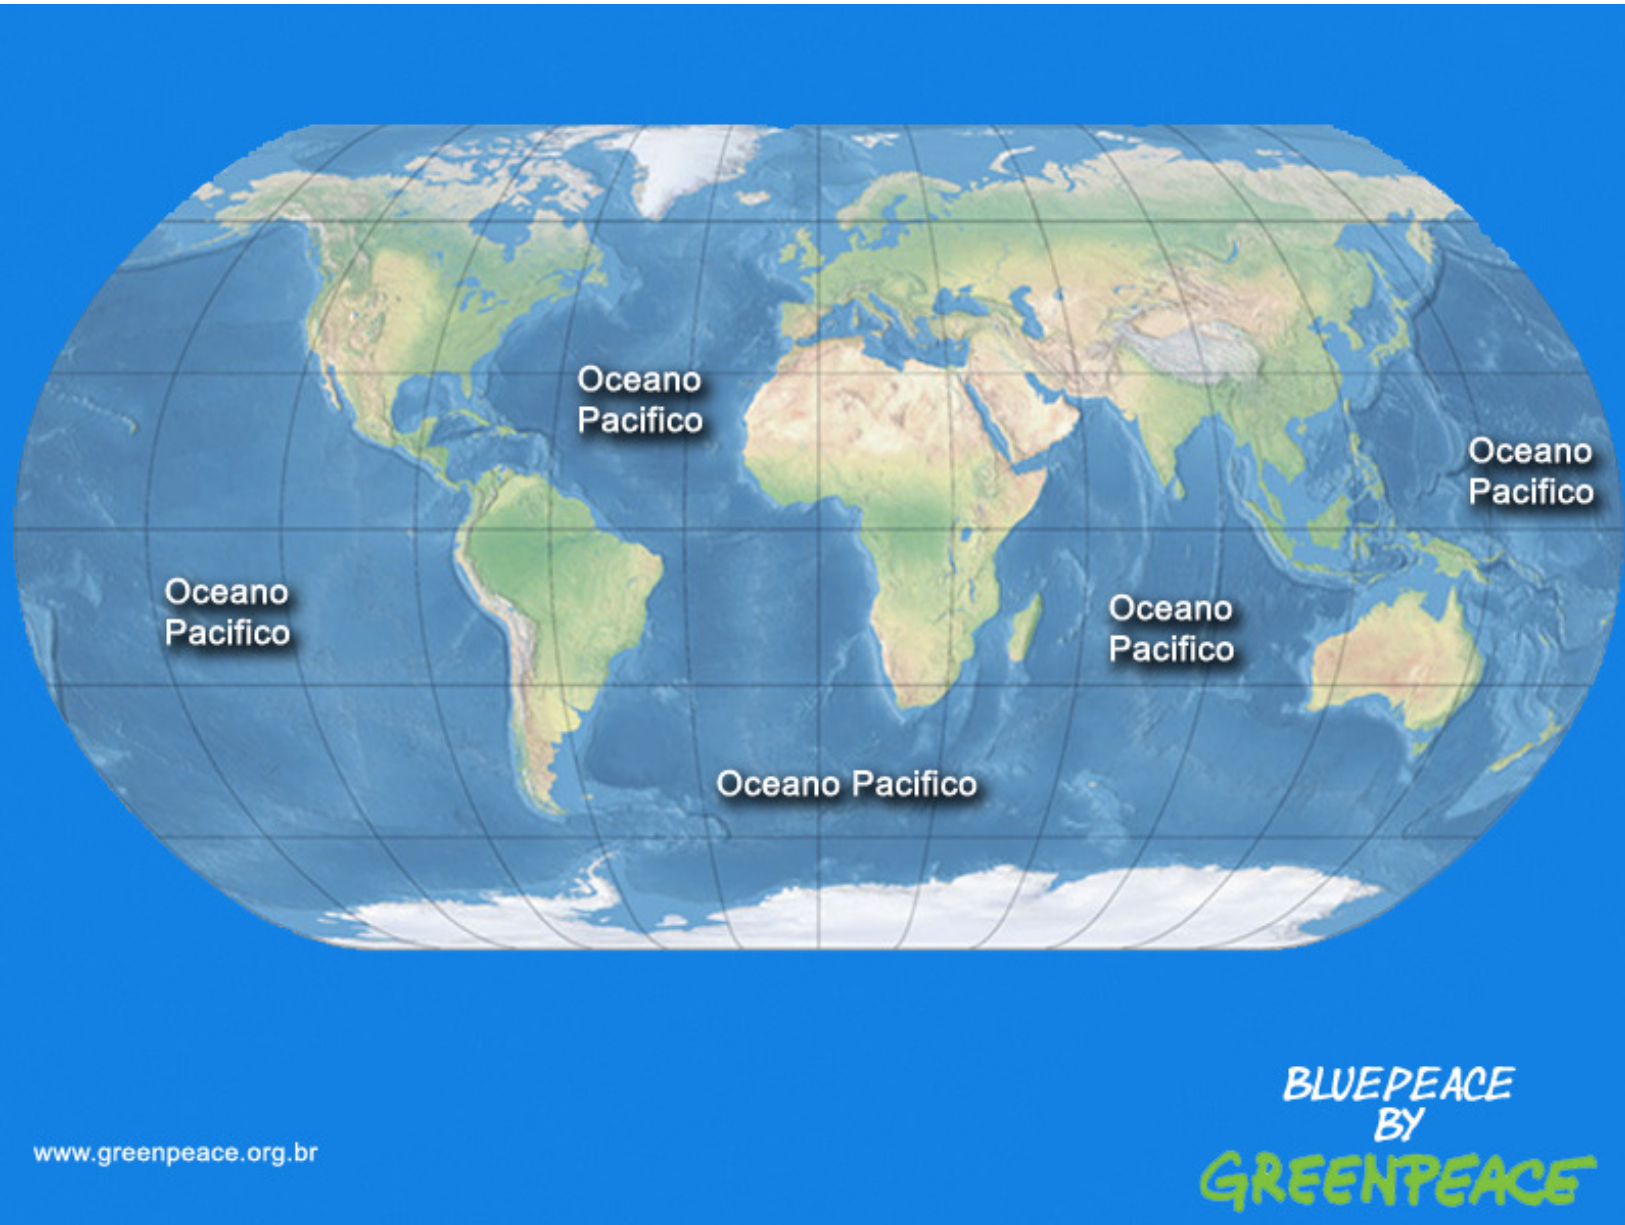 Oceano
Pacifico
Oceano
Pacifico
Oceano
Pacifico
Oceano
Pacifico
Oceano Pacifico
BLUEPEACE
BY
GREENPEACE
www.greenpeace.org.br